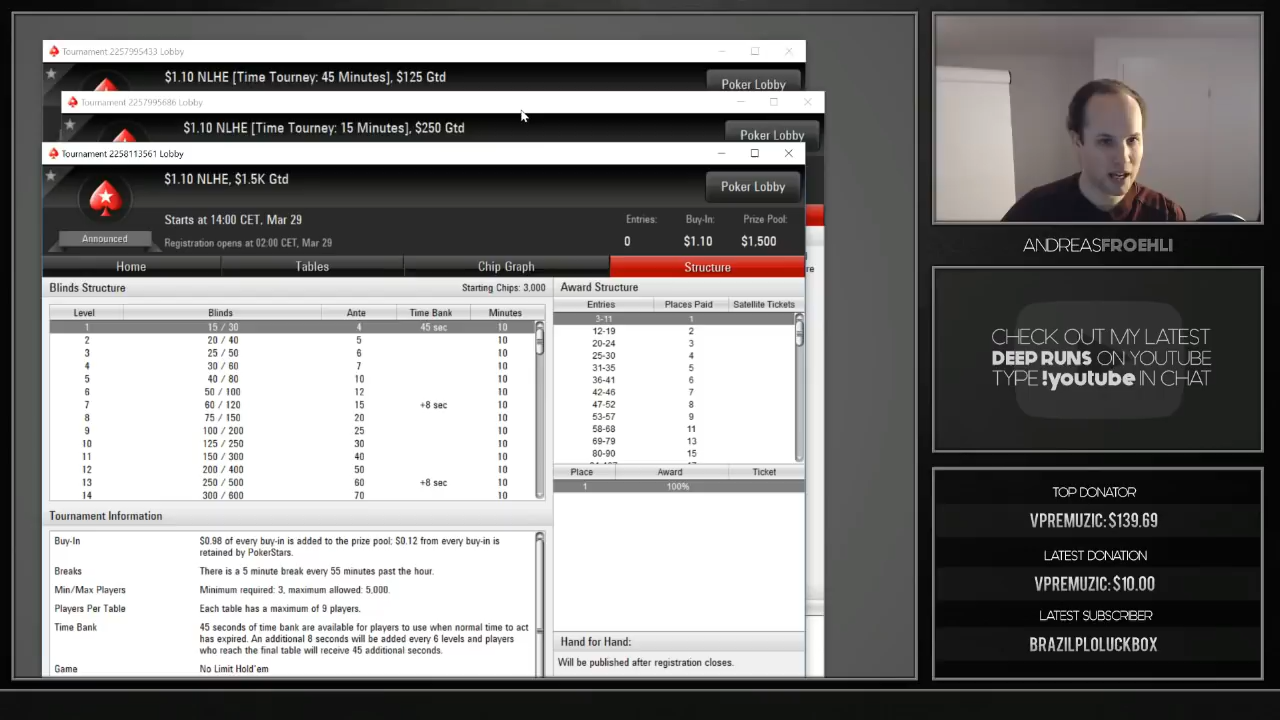 Tournament 2257995433 Lobby
$1.10 NLHE [Time Tourney: 45 Minutes], $125 Gtd
Poker Lobby
Tournament 2257995686 Lobby
$1.10 NLHE [Time Tourney: 15 Minutes], $250 Gtd
Poker Lobby
Tournament 2258113561 Lobby
$1.10 NLHE, $1.5K Gtd
Poker Lobby
Starts at 14:00 CET, Mar 29
Entries: Buy-In: Prize Pool:
Announced
Registration opens at 02:00 CET, Mar 29
0 $1.10 $1,500
Home Tables Chip Graph Structure
Blinds Structure Starting Chips: 3,000
Level Blinds Ante Time Bank Minutes
1 15 / 30 4 45 sec 10
2 20 / 40 5 10
3 25 / 50 6 10
4 30 / 60 7 10
5 40 / 80 10 10
6 50 / 100 12 10
7 60 / 120 15 +8 sec 10
8 75 / 150 20 10
9 100 / 200 25 10
10 125 / 250 30 10
11 150 / 300 40 10
12 200 / 400 50 10
13 250 / 500 60 +8 sec 10
14 300 / 600 70 10
Award Structure
Entries Places Paid Satellite Tickets
3-11 1
12-19 2
20-24 3
25-30 4
31-35 5
36-41 6
42-46 7
47-52 8
53-57 9
58-68 11
69-79 13
80-90 15
Place Award Ticket
1 100%
Tournament Information
Buy-In $0.98 of every buy-in is added to the prize pool; $0.12 from every buy-in is
retained by PokerStars.
Breaks There is a 5 minute break every 55 minutes past the hour.
Min/Max Players Minimum required: 3, maximum allowed: 5,000.
Players Per Table Each table has a maximum of 9 players.
Time Bank 45 seconds of time bank are available for players to use when normal time to act
has expired. An additional 8 seconds will be added every 6 levels and players
who reach the final table will receive 45 additional seconds.
Game No Limit Hold'em
Hand for Hand:
Will be published after registration closes.
ANDREASFROEHLI
CHECK OUT MY LATEST
DEEP RUNS ON YOUTUBE
TYPE !youtube IN CHAT
TOP DONATOR
VPREMUZIC: $139.69
LATEST DONATION
VPREMUZIC: $10.00
LATEST SUBSCRIBER
BRAZILPLOLUCKBOX